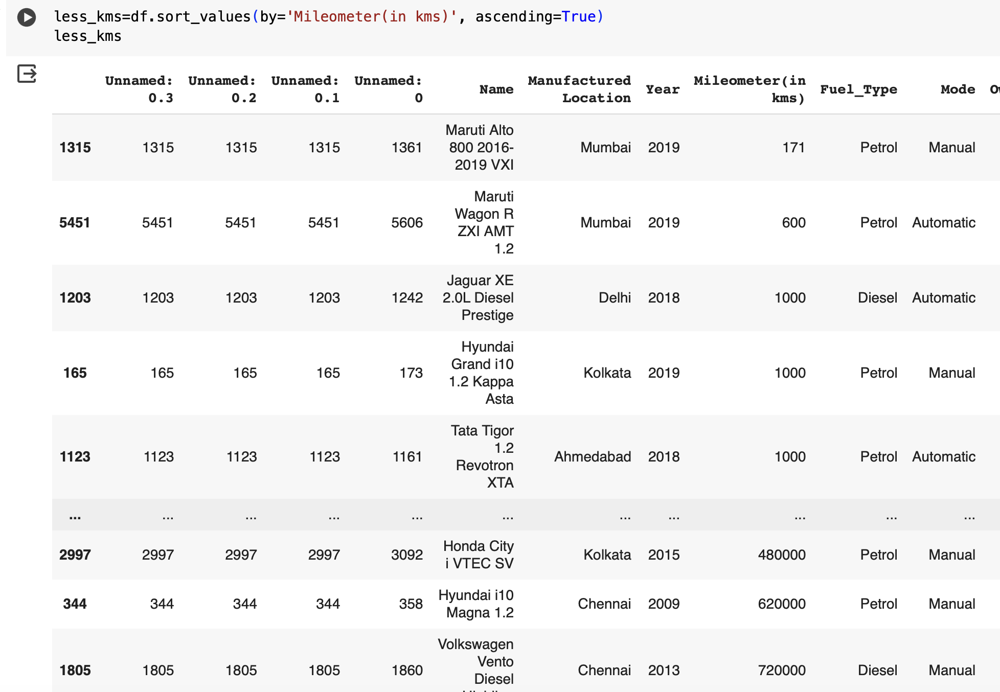 less_kms=df.sort_values(by='Mileometer(in kms)', ascending=True)
less_kms
Unnamed: 0.3 Unnamed: 0.2 Unnamed: 0.1 Unnamed: 0 Name Manufactured Location Year Mileometer(in kms) Fuel_Type Mode
1315 1315 1315 1315 1361 Maruti Alto 800 2016-2019 VXI Mumbai 2019 171 Petrol Manual
5451 5451 5451 5451 5606 Maruti Wagon R ZXI AMT 1.2 Mumbai 2019 600 Petrol Automatic
1203 1203 1203 1203 1242 Jaguar XE 2.0L Diesel Prestige Delhi 2018 1000 Diesel Automatic
165 165 165 165 173 Hyundai Grand i10 1.2 Kappa Asta Kolkata 2019 1000 Petrol Manual
1123 1123 1123 1123 1161 Tata Tigor 1.2 Revotron XTA Ahmedabad 2018 1000 Petrol Automatic
... ... ... ... ... ... ... ... ... ... ...
2997 2997 2997 2997 3092 Honda City i VTEC SV Kolkata 2015 480000 Petrol Manual
344 344 344 344 358 Hyundai i10 Magna 1.2 Chennai 2009 620000 Petrol Manual
1805 1805 1805 1805 1860 Volkswagen Vento Diesel Chennai 2013 720000 Diesel Manual